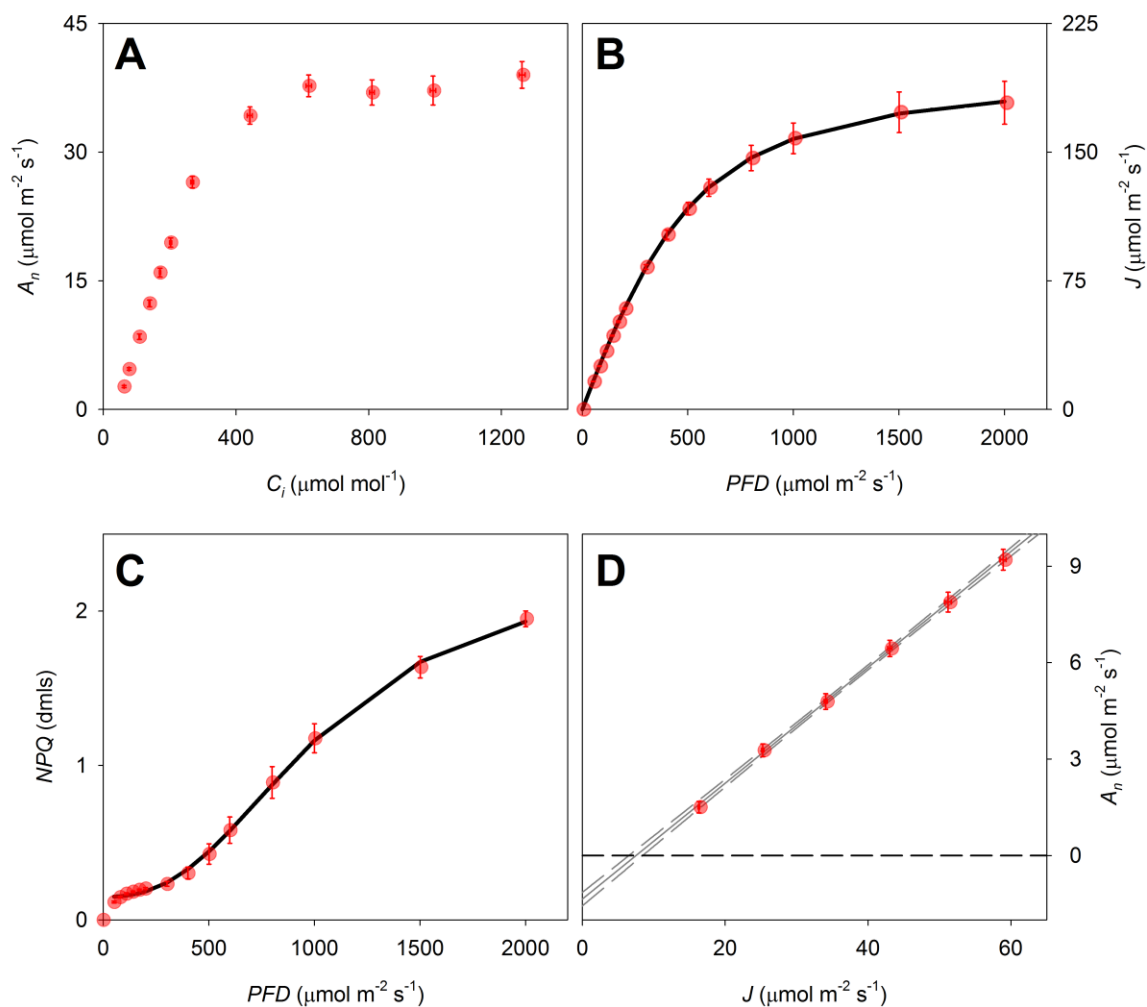 A
45
30
15
0
A_n (μmol m⁻² s⁻¹)
0 400 800 1200
C_i (μmol mol⁻¹)
B
225
150
75
0
J (μmol m⁻² s⁻¹)
0 500 1000 1500 2000
PFD (μmol m⁻² s⁻¹)
C
2
1
0
NPQ (dmls)
0 500 1000 1500 2000
PFD (μmol m⁻² s⁻¹)
D
9
6
3
0
A_n (μmol m⁻² s⁻¹)
0 20 40 60
J (μmol m⁻² s⁻¹)